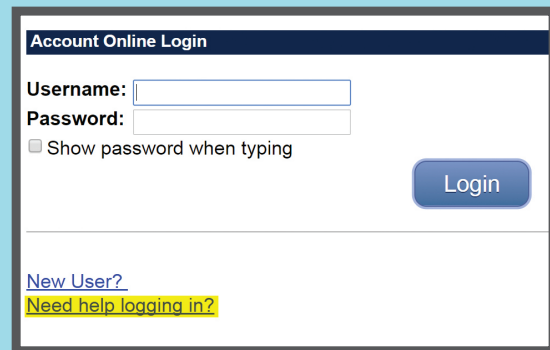 Account Online Login
Username:
Password:
Show password when typing
Login
New User?
Need help logging in?